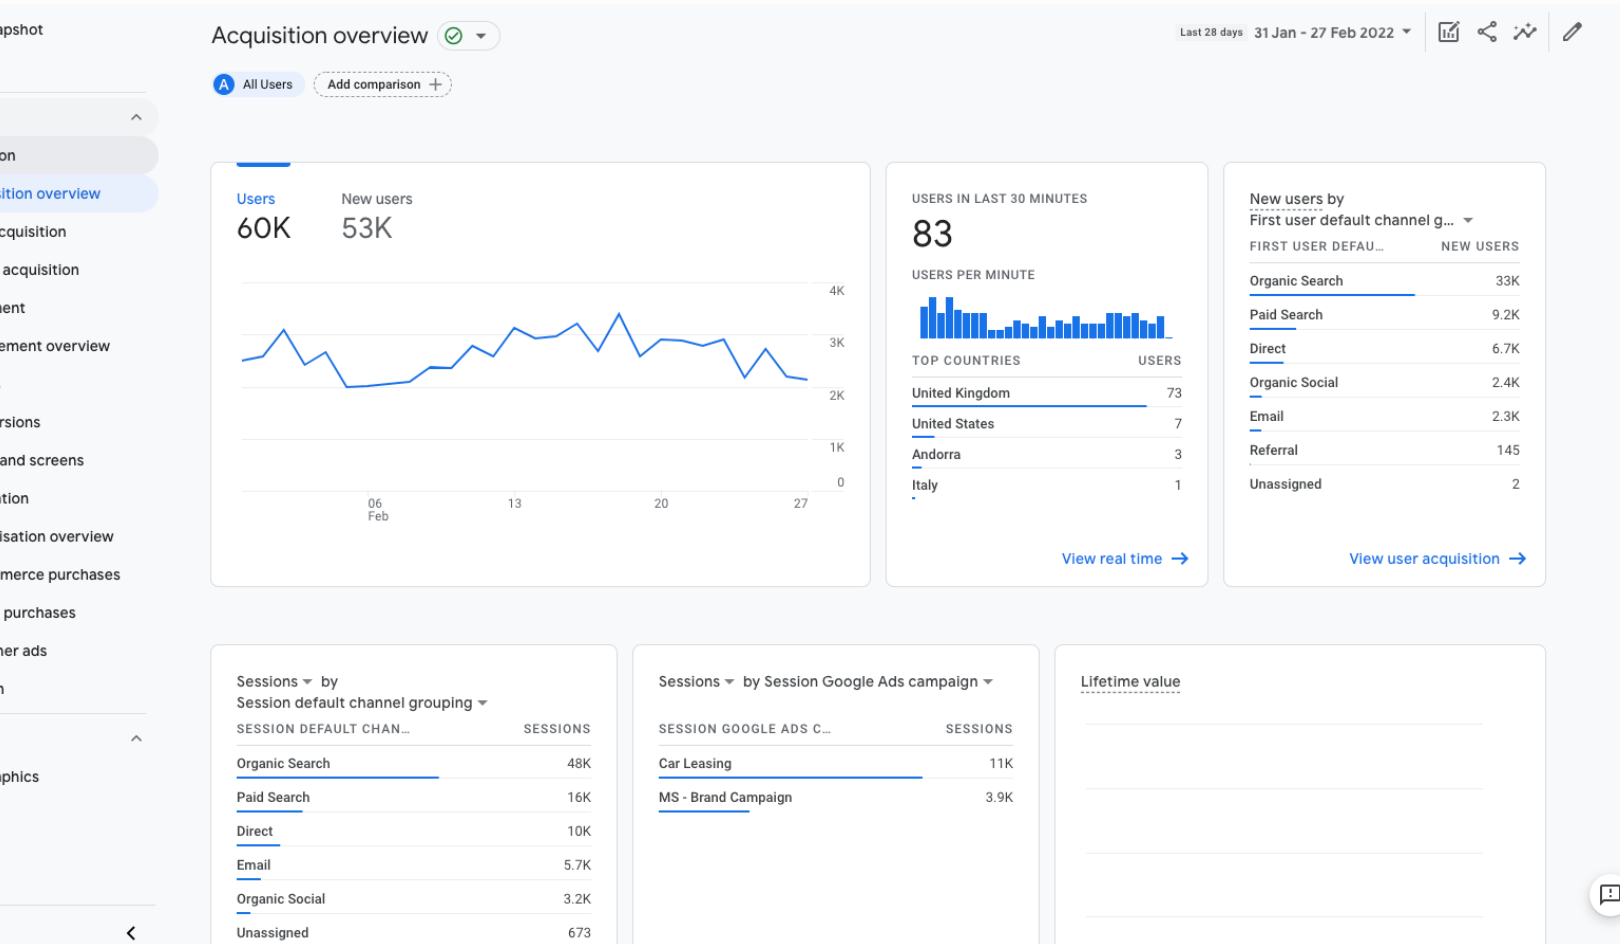 apshot
on
ition overview
cquisition
acquisition
ent
ement overview
rsions
and screens
tion
isation overview
merce purchases
purchases
er ads
n
phics
Acquisition overview
Last 28 days 31 Jan - 27 Feb 2022
A All Users
Add comparison +
Users
60K
New users
53K
4K
3K
2K
1K
0
06
Feb
13
20
27
USERS IN LAST 30 MINUTES
83
USERS PER MINUTE
TOP COUNTRIES USERS
United Kingdom 73
United States 7
Andorra 3
Italy 1
View real time →
New users by
First user default channel g...
FIRST USER DEFAU... NEW USERS
Organic Search 33K
Paid Search 9.2K
Direct 6.7K
Organic Social 2.4K
Email 2.3K
Referral 145
Unassigned 2
View user acquisition →
Sessions by
Session default channel grouping
SESSION DEFAULT CHAN... SESSIONS
Organic Search 48K
Paid Search 16K
Direct 10K
Email 5.7K
Organic Social 3.2K
Unassigned 673
Sessions by Session Google Ads campaign
SESSION GOOGLE ADS C... SESSIONS
Car Leasing 11K
MS - Brand Campaign 3.9K
Lifetime value